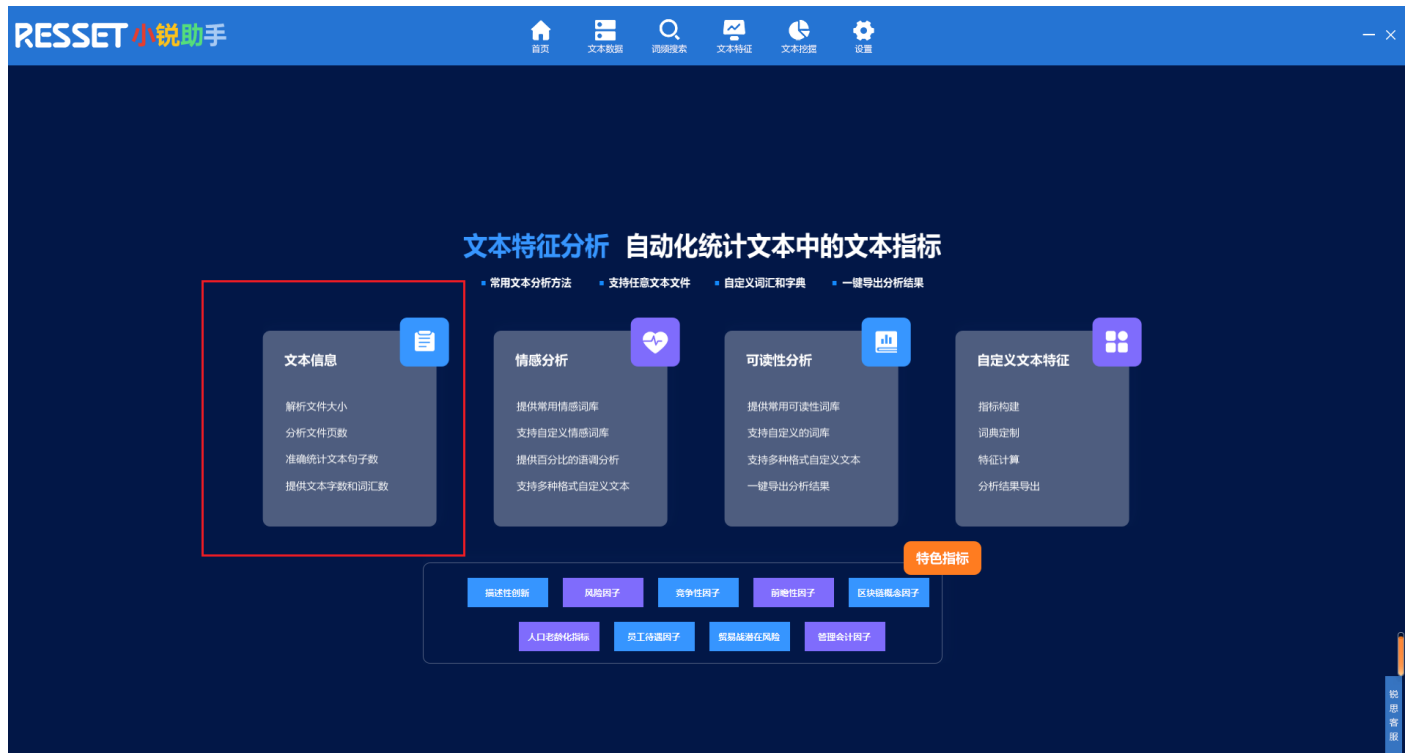 RESSET 小锐助手
首页 文本数据 词频搜索 文本特征 文本挖掘 设置
文本特征分析 自动化统计文本中的文本指标
常用文本分析方法 支持任意文本文件 自定义词汇和字典 一键导出分析结果
文本信息
解析文件大小
分析文件页数
准确统计文本句子数
提供文本字数和词汇数
情感分析
提供常用情感词库
支持自定义情感词库
提供百分比的语调分析
支持多种格式自定义文本
可读性分析
提供常用可读性词库
支持自定义的词库
支持多种格式自定义文本
一键导出分析结果
自定义文本特征
指标构建
词典定制
特征计算
分析结果导出
特色指标
描述性创新 风险因子 竞争性因子 前瞻性因子 区块链概念因子
人口老龄化指标 员工待遇因子 贸易战潜在风险 管理会计因子
锐思客服